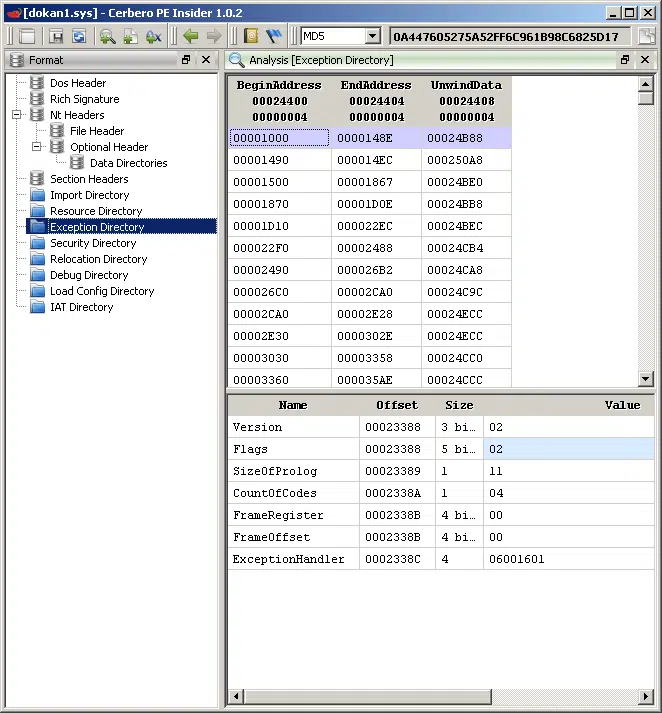 [dokan1.sys] - Cerbero PE Insider 1.0.2
MD5 0A447605275A52FF6C961B98C6825D17
Format
Dos Header
Rich Signature
Nt Headers
File Header
Optional Header
Data Directories
Section Headers
Import Directory
Resource Directory
Exception Directory
Security Directory
Relocation Directory
Debug Directory
Load Config Directory
IAT Directory
Analysis [Exception Directory]
BeginAddress EndAddress UnwindData
00024400 00024404 00024408
00000004 00000004 00000004
00001000 0000148E 00024B88
00001490 000014EC 000250A8
00001500 00001867 00024BE0
00001870 00001D0E 00024BB8
00001D10 000022EC 00024BEC
000022F0 00002488 00024CB4
00002490 000026B2 00024CA8
000026C0 00002CA0 00024C9C
00002CA0 00002E28 00024ECC
00002E30 0000302E 00024ECC
00003030 00003358 00024CC0
00003360 000035AE 00024CCC
Name Offset Size Value
Version 00023388 3 bi... 02
Flags 00023388 5 bi... 02
SizeOfProlog 00023389 1 11
CountOfCodes 0002338A 1 04
FrameRegister 0002338B 4 bi... 00
FrameOffset 0002338B 4 bi... 00
ExceptionHandler 0002338C 4 06001601